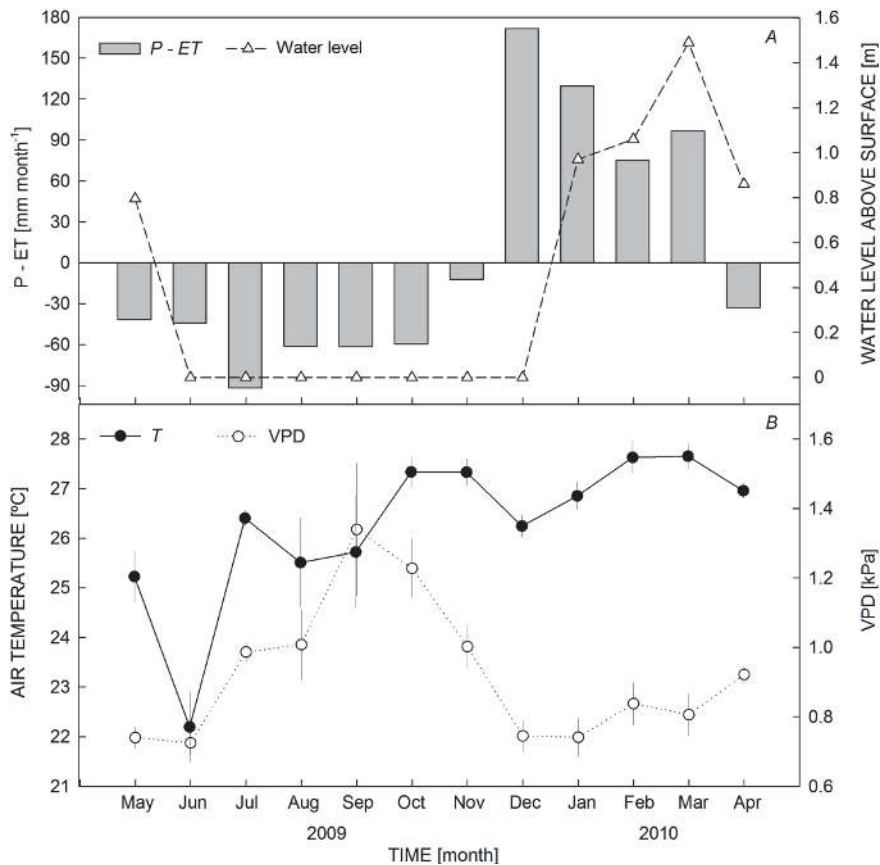 A
P - ET
Water level
180
150
120
90
60
30
0
-30
-60
-90
P - ET [mm month-1]
1.6
1.4
1.2
1.0
0.8
0.6
0.4
0.2
0
WATER LEVEL ABOVE SURFACE [m]
B
T
VPD
28
27
26
25
24
23
22
21
AIR TEMPERATURE [ºC]
1.6
1.4
1.2
1.0
0.8
0.6
VPD [kPa]
May Jun Jul Aug Sep Oct Nov Dec Jan Feb Mar Apr
2009 2010
TIME [month]